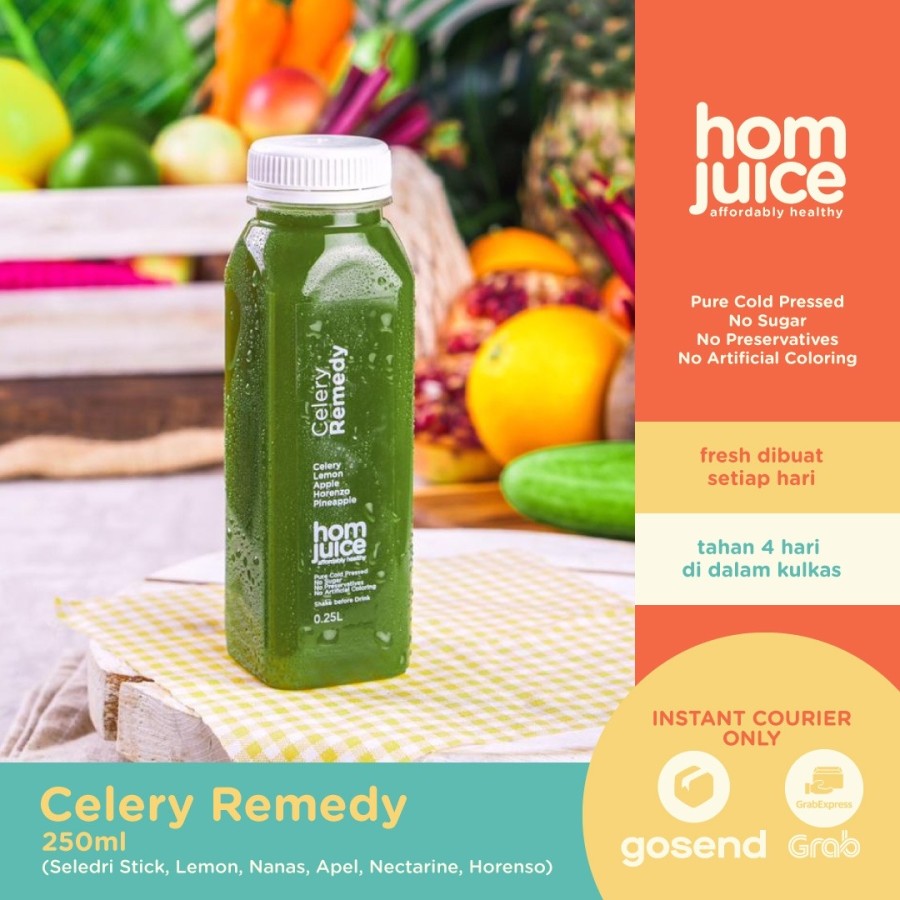 hom
juice
affordably healthy
Pure Cold Pressed
No Sugar
No Preservatives
No Artificial Coloring
fresh dibuat
setiap hari
tahan 4 hari
di dalam kulkas
INSTANT COURIER
ONLY
GrabExpress
gosend
Grab
Celery
Remedy
Celery
Lemon
Apple
Horenzo
Pineapple
hom
juice
affordably healthy
Pure Cold Pressed
No Sugar
No Preservatives
No Artificial Coloring
Shake before Drink
0.25L
Celery Remedy
250ml
(Seledri Stick, Lemon, Nanas, Apel, Nectarine, Horenso)